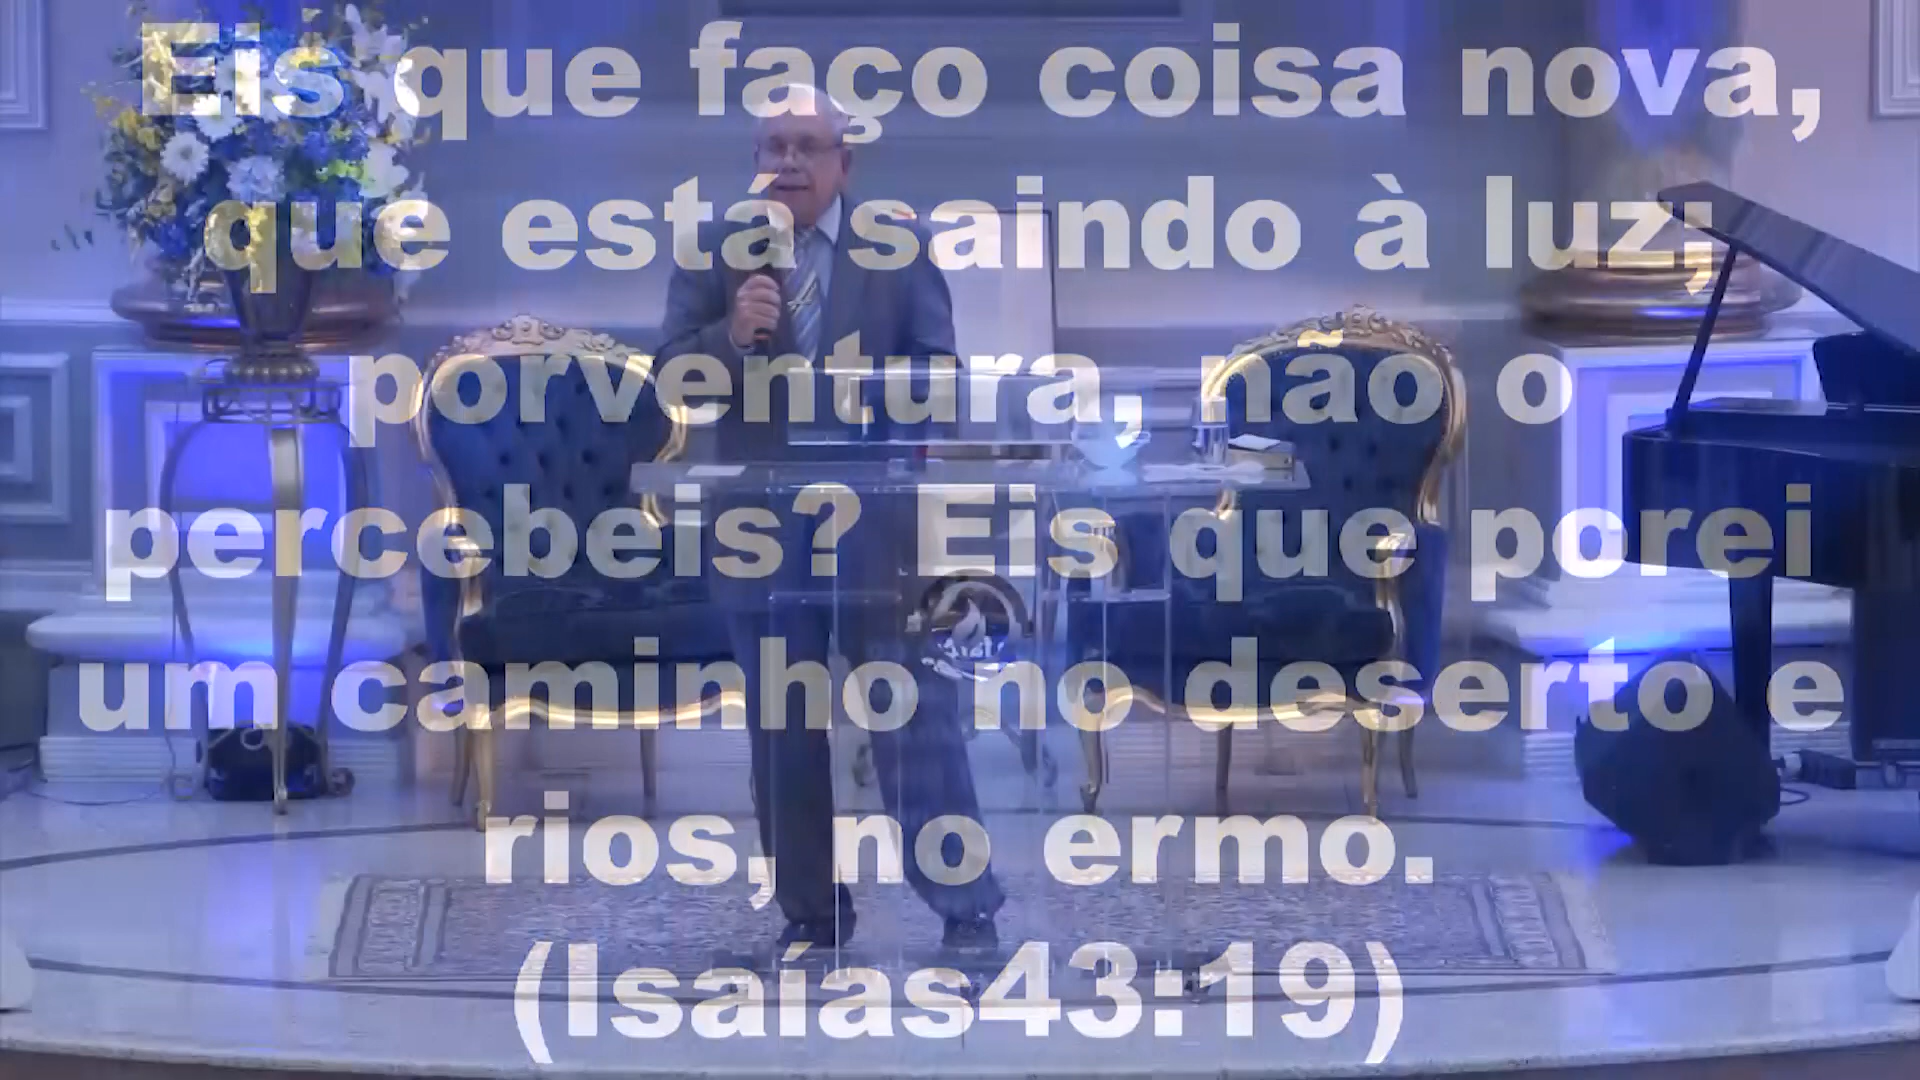 Eis que faço coisa nova,
que está saindo à luz;
porventura, não o
percebeis? Eis que porei
um caminho no deserto e
rios, no ermo.
(Isaías43:19)